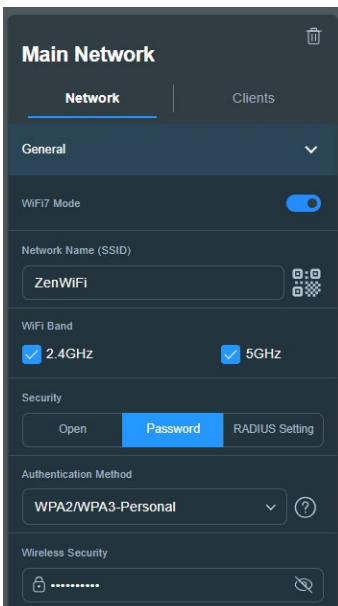 Main Network
Network Clients
General
WiFi7 Mode
Network Name (SSID)
ZenWiFi
WiFi Band
2.4GHz 5GHz
Security
Open Password RADIUS Setting
Authentication Method
WPA2/WPA3-Personal
Wireless Security
••••••••••